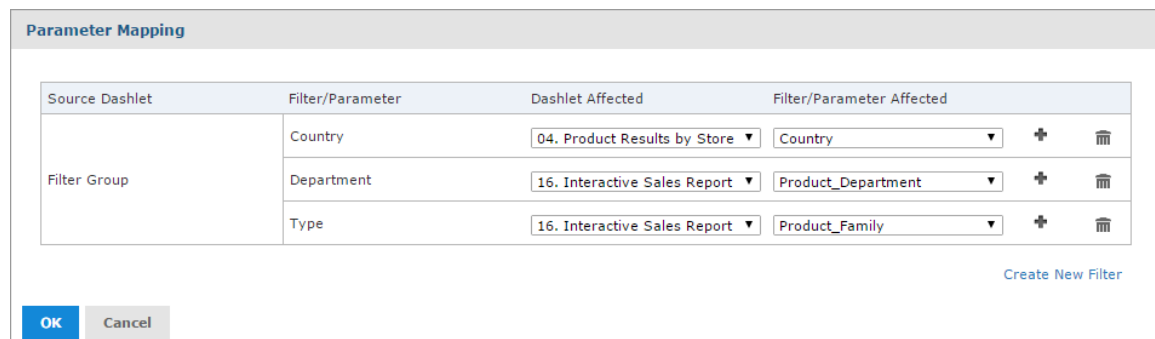 Parameter Mapping
Source Dashlet Filter/Parameter Dashlet Affected Filter/Parameter Affected
Country 04. Product Results by Store Country
Filter Group Department 16. Interactive Sales Report Product_Department
Type 16. Interactive Sales Report Product_Family
Create New Filter
OK Cancel